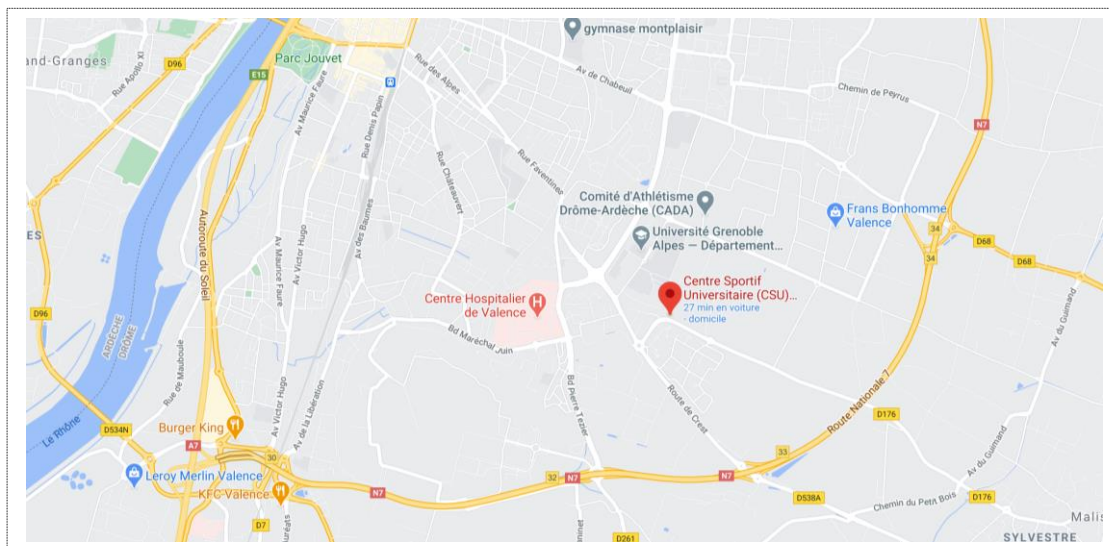 gymnase montplaisir
and-Granges
D96
Rue Apollo XI
Parc Jouvet
E15
Rue des Alpes
Av de Chabeuil
Chemin de Peyrus
N7
Av Maurice Faure
Rue Denis Papin
Rue Châteauvert
Rue Faventines
Comité d'Athlétisme
Drôme-Ardèche (CADA)
Frans Bonhomme
Valence
Université Grenoble
Alpes — Département...
34
34
D68
D68
Autoroute du Soleil
Av des Baumes
Av Victor Hugo
Av Maurice Faure
ES
D96
Centre Sportif
Universitaire (CSU)...
27 min en voiture
- domicile
Centre Hospitalier
de Valence
H
Bd Maréchal Juin
ARDÈCHE
DRÔME
Rue de Mauboule
Av Victor Hugo
Av de la Libération
Bd Pierre Tezier
Route de Crest
Route Nationale 7
Av du Guimand
D176
Le Rhône
D534N
A7
Burger King
30
Leroy Merlin Valence
KFC Valence
N7
32
N7
N7
33
Av du Guimand
D538A
Chemin du Petit Bois
D176
Malis
D7
D261
SYLVESTRE